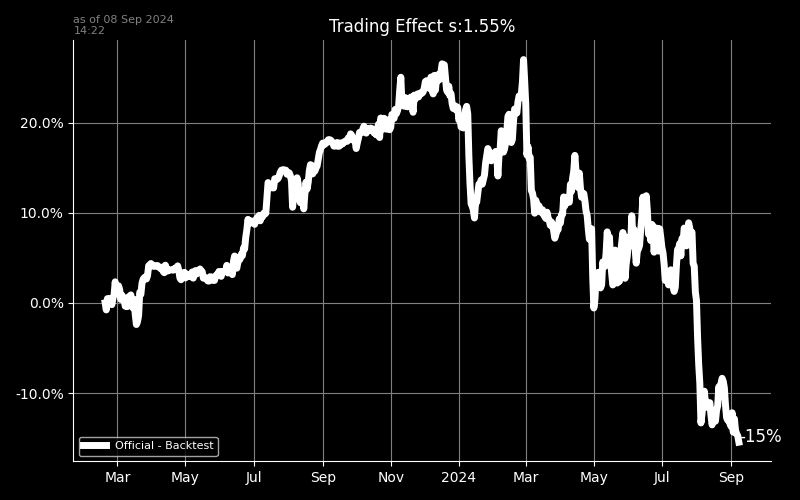 as of 08 Sep 2024
14:22
Trading Effect s:1.55%
20.0%
10.0%
0.0%
-10.0%
-15%
Official - Backtest
Mar May Jul Sep Nov 2024 Mar May Jul Sep